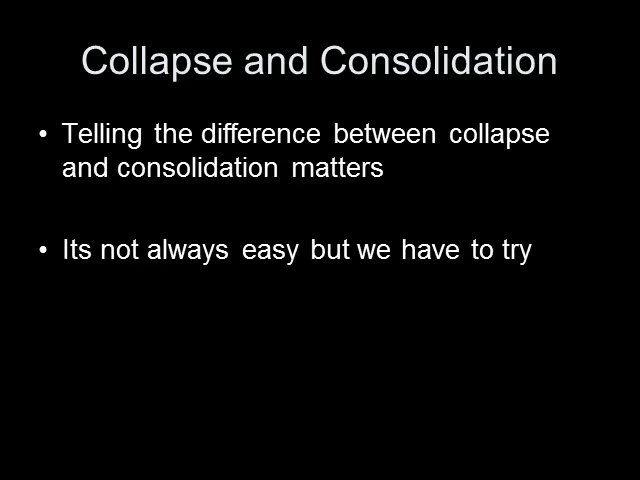 Collapse and Consolidation
• Telling the difference between collapse
and consolidation matters
• Its not always easy but we have to try